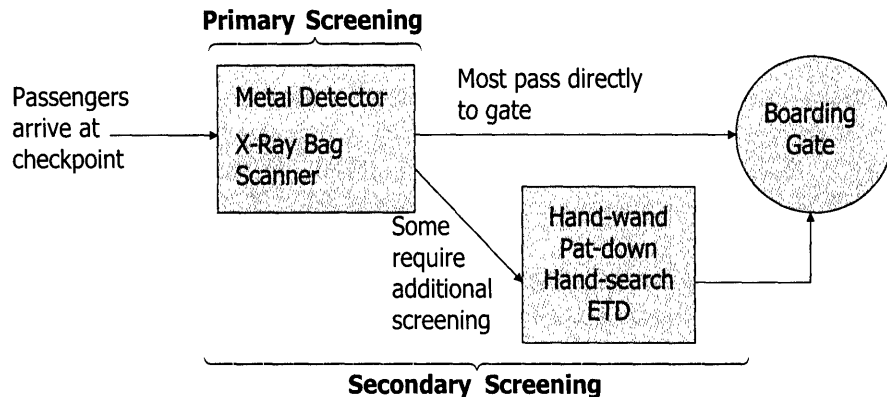 Primary Screening
Passengers
arrive at
checkpoint
Metal Detector
X-Ray Bag
Scanner
Most pass directly
to gate
Boarding
Gate
Some
require
additional
screening
Hand-wand
Pat-down
Hand-search
ETD
Secondary Screening